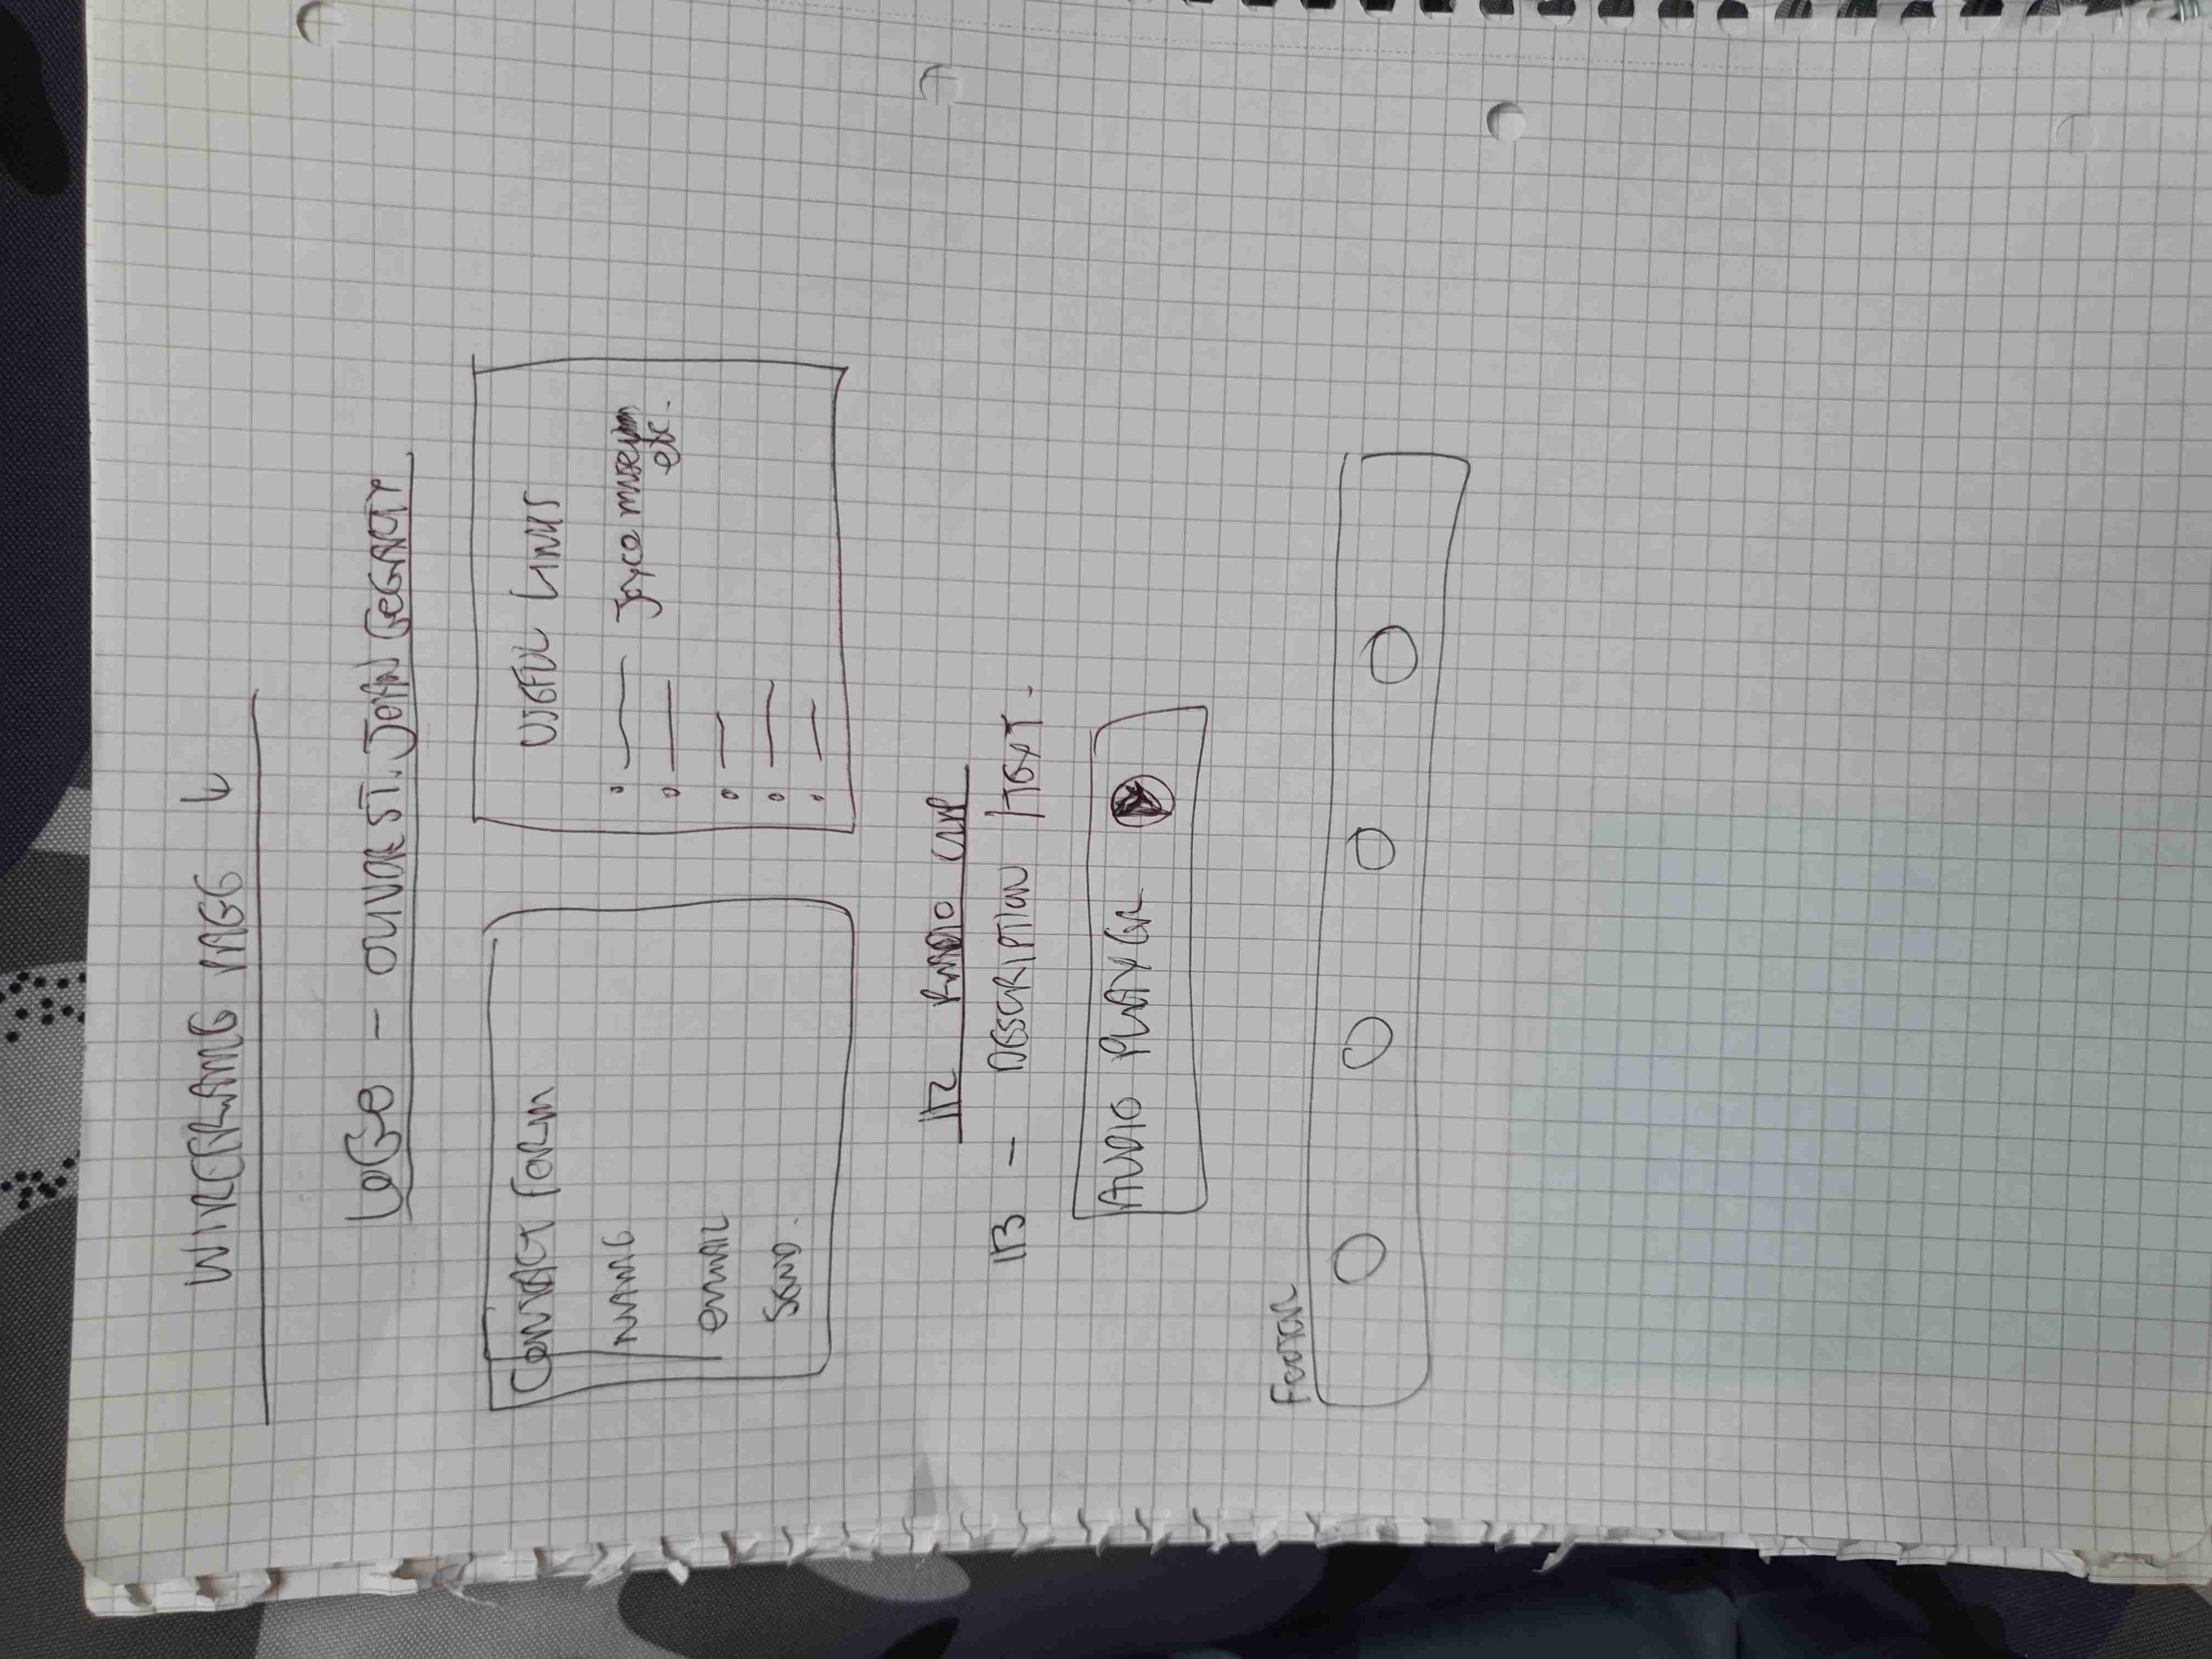 WIREFRAME PAGE 4
LOGO - OLIVER ST. JOHN GOGARTY
CONTACT FORM
NAME
EMAIL
SEND.
USEFUL LINKS
Joyce museum
etc.
H2 RADIO CLIP
H3 - DESCRIPTION / TEXT -
AUDIO PLAYER
FOOTER